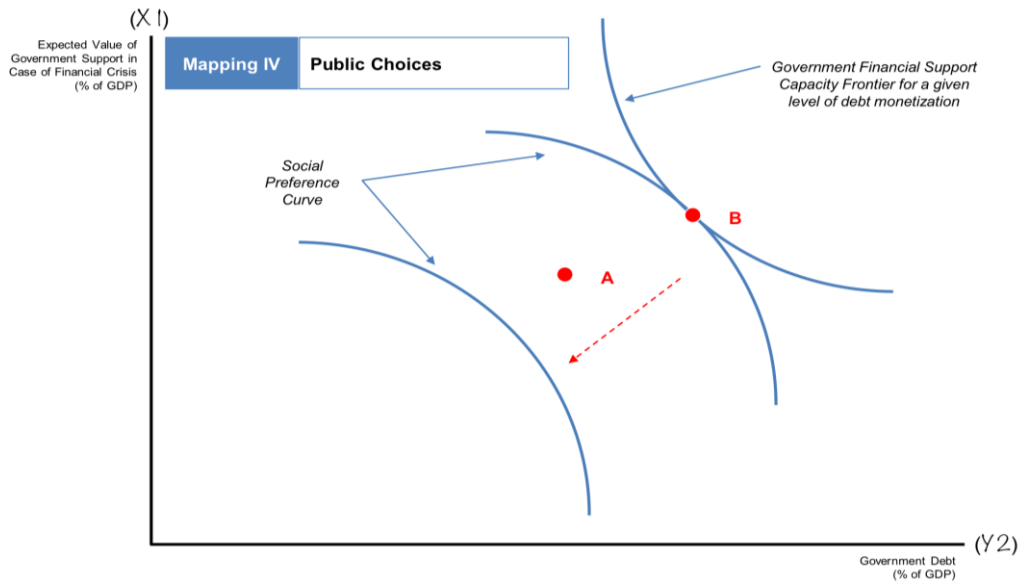 (X1)
Expected Value of
Government Support in
Case of Financial Crisis
(% of GDP)
Mapping IV
Public Choices
Government Financial Support
Capacity Frontier for a given
level of debt monetization
Social
Preference
Curve
B
A
(Y2)
Government Debt
(% of GDP)